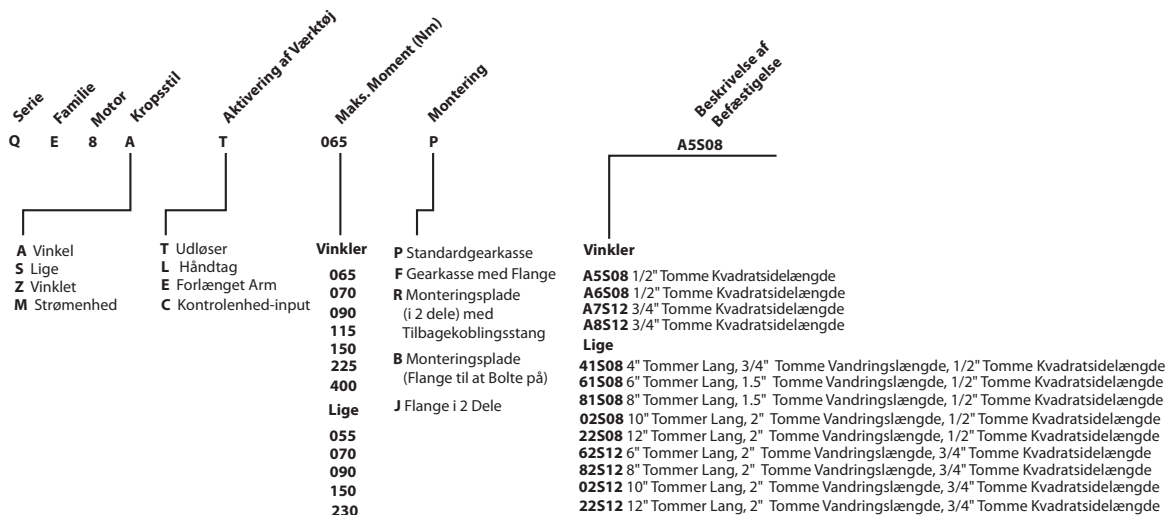 Serie
Familie
Motor
Kropsstil
Aktivering af Værktøj
Maks. Moment (Nm)
Montering
Beskrivelse af
Befæstigelse
Q E 8 A T 065 P A5S08
A Vinkel
S Lige
Z Vinklet
M Strømenhed
T Udløser
L Håndtag
E Forlænget Arm
C Kontrolenhed-input
Vinkler
065
070
090
115
150
225
400
Lige
055
070
090
150
230
P Standardgearkasse
F Gearkasse med Flange
R Monteringsplade
(i 2 dele) med
Tilbagekoblingsstang
B Monteringsplade
(Flange til at Bolte på)
J Flange i 2 Dele
Vinkler
A5S08 1/2" Tomme Kvadratsidelængde
A6S08 1/2" Tomme Kvadratsidelængde
A7S12 3/4" Tomme Kvadratsidelængde
A8S12 3/4" Tomme Kvadratsidelængde
Lige
41S08 4" Tommer Lang, 3/4" Tomme Vandringslængde, 1/2" Tomme Kvadratsidelængde
61S08 6" Tommer Lang, 1.5" Tomme Vandringslængde, 1/2" Tomme Kvadratsidelængde
81S08 8" Tommer Lang, 1.5" Tomme Vandringslængde, 1/2" Tomme Kvadratsidelængde
02S08 10" Tommer Lang, 2" Tomme Vandringslængde, 1/2" Tomme Kvadratsidelængde
22S08 12" Tommer Lang, 2" Tomme Vandringslængde, 1/2" Tomme Kvadratsidelængde
62S12 6" Tommer Lang, 2" Tomme Vandringslængde, 3/4" Tomme Kvadratsidelængde
82S12 8" Tommer Lang, 2" Tomme Vandringslængde, 3/4" Tomme Kvadratsidelængde
02S12 10" Tommer Lang, 2" Tomme Vandringslængde, 3/4" Tomme Kvadratsidelængde
22S12 12" Tommer Lang, 2" Tomme Vandringslængde, 3/4" Tomme Kvadratsidelængde